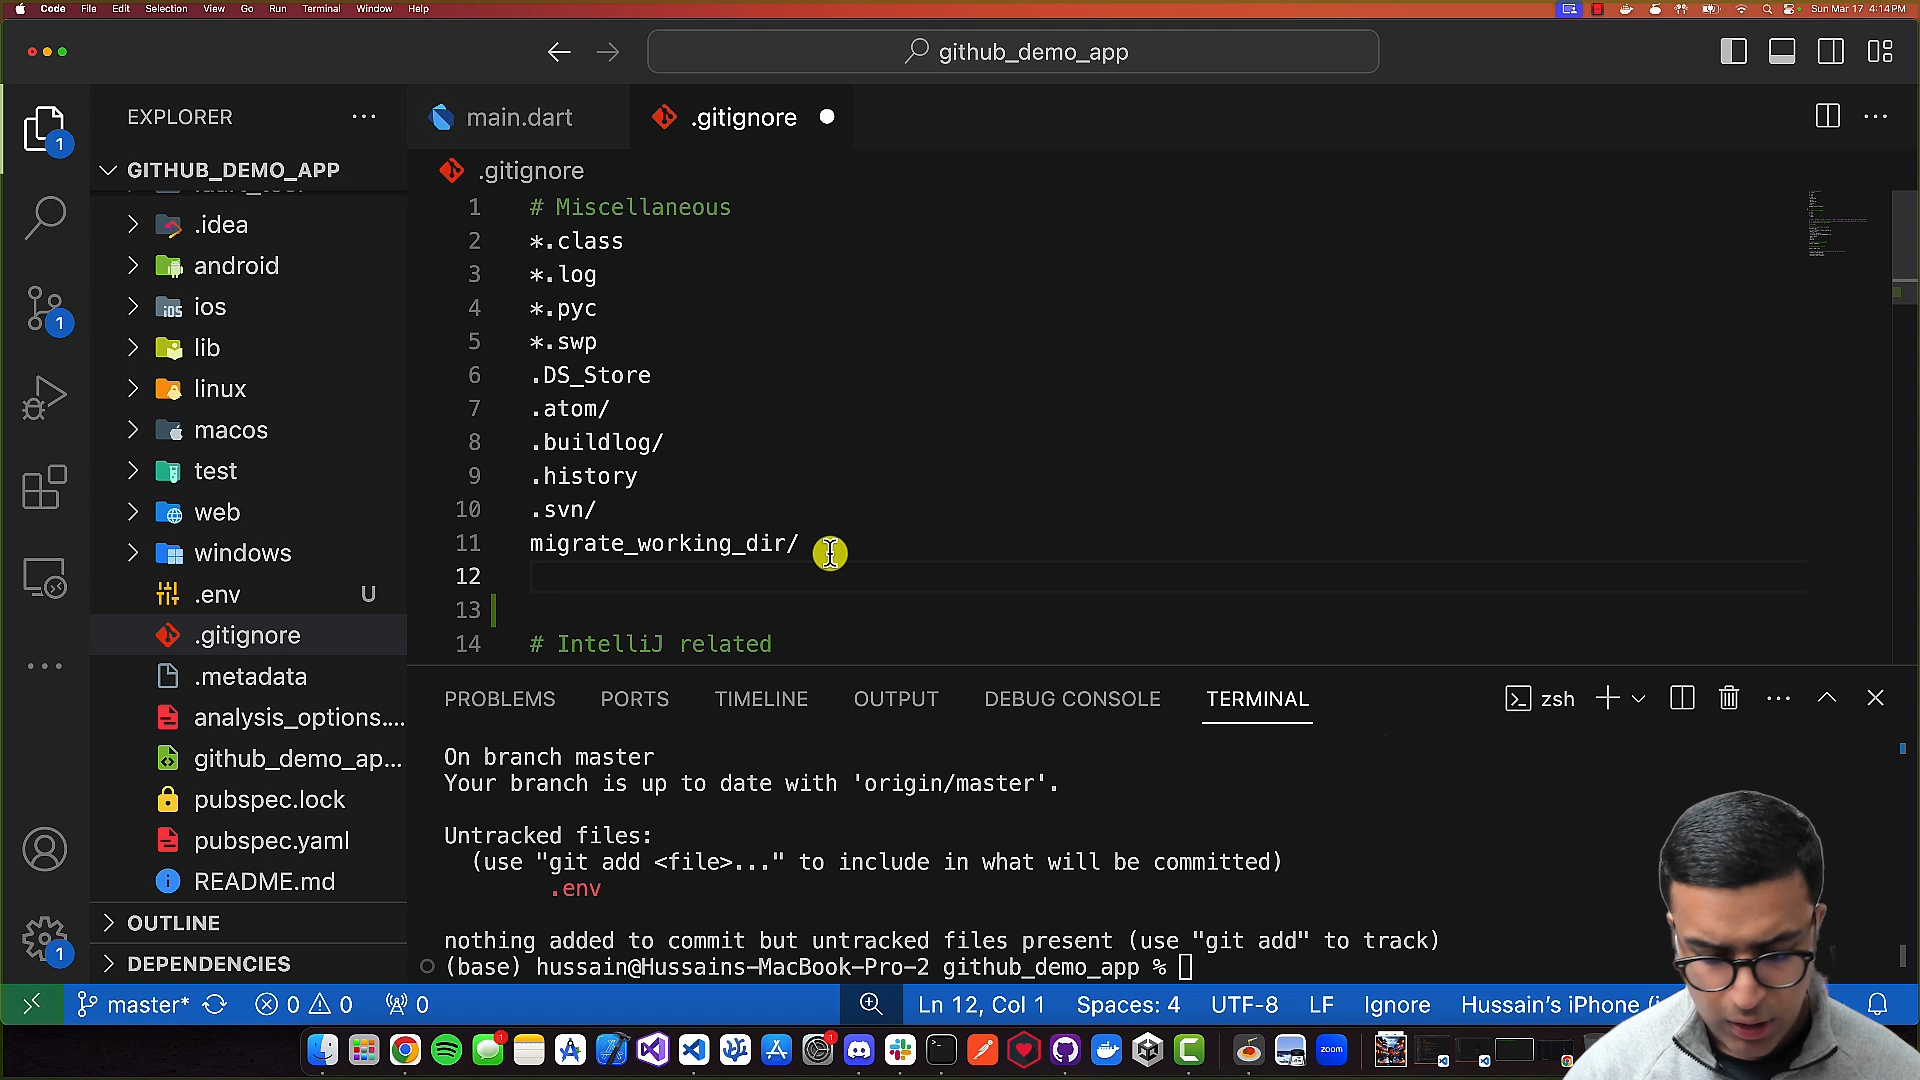 Code File Edit Selection View Go Run Terminal Window Help
Sun Mar 17 4:14PM
github_demo_app
EXPLORER
main.dart
.gitignore
1
GITHUB_DEMO_APP
.gitignore
.idea
android
ios
lib
linux
macos
test
web
windows
.env U
.gitignore
.metadata
analysis_options....
github_demo_ap...
pubspec.lock
pubspec.yaml
README.md
OUTLINE
DEPENDENCIES
1
1
1 # Miscellaneous
2 *.class
3 *.log
4 *.pyc
5 *.swp
6 .DS_Store
7 .atom/
8 .buildlog/
9 .history
10 .svn/
11 migrate_working_dir/
12
13
14 # IntelliJ related
PROBLEMS PORTS TIMELINE OUTPUT DEBUG CONSOLE TERMINAL
zsh
On branch master
Your branch is up to date with 'origin/master'.
Untracked files:
(use "git add <file>..." to include in what will be committed)
.env
nothing added to commit but untracked files present (use "git add" to track)
(base) hussain@Hussains-MacBook-Pro-2 github_demo_app %
master* 0 0 0
Ln 12, Col 1 Spaces: 4 UTF-8 LF Ignore Hussain's iPhone (
1
1
zoom